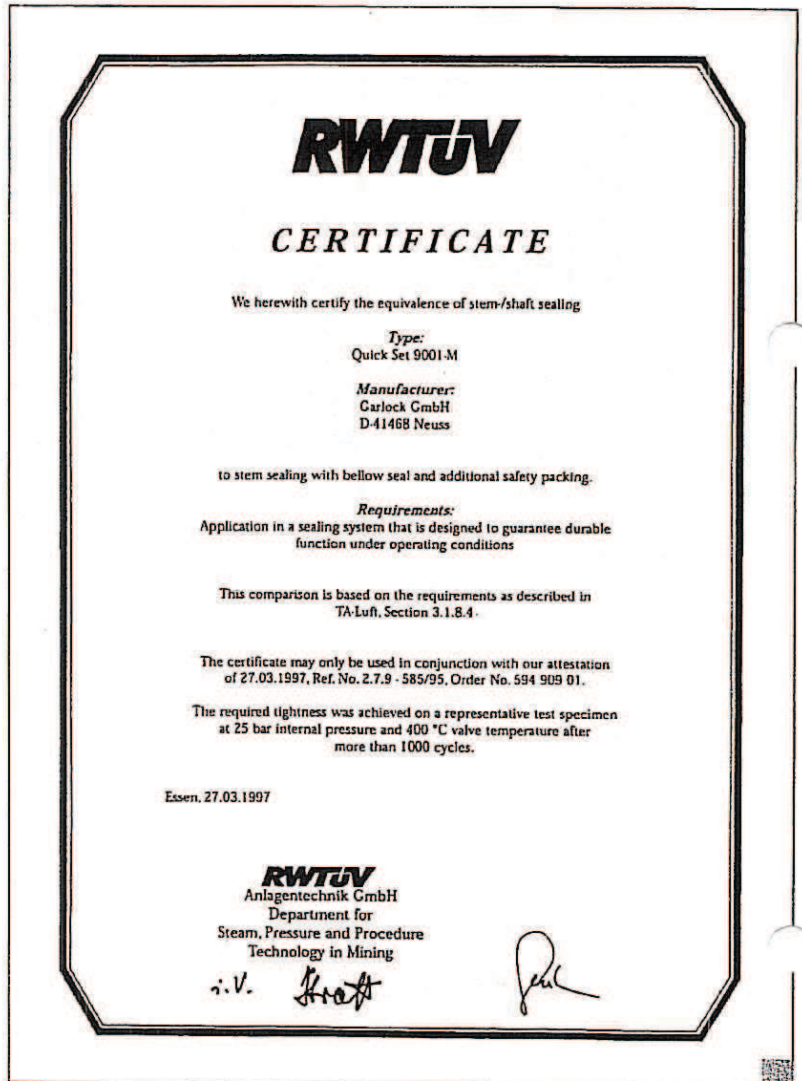 RWTÜV
CERTIFICATE
We herewith certify the equivalence of stem-/shaft sealing
Type:
Quick Set 9001-M
Manufacturer:
Garlock GmbH
D-41468 Neuss
to stem sealing with bellow seal and additional safety packing.
Requirements:
Application in a sealing system that is designed to guarantee durable
function under operating conditions
This comparison is based on the requirements as described in
TA-Luft, Section 3.1.8.4.
The certificate may only be used in conjunction with our attestation
of 27.03.1997, Ref. No. 2.7.9 - 585/95, Order No. 594 909 01.
The required tightness was achieved on a representative test specimen
at 25 bar internal pressure and 400 °C valve temperature after
more than 1000 cycles.
Essen, 27.03.1997
RWTÜV
Anlagentechnik GmbH
Department for
Steam, Pressure and Procedure
Technology in Mining
i.V.